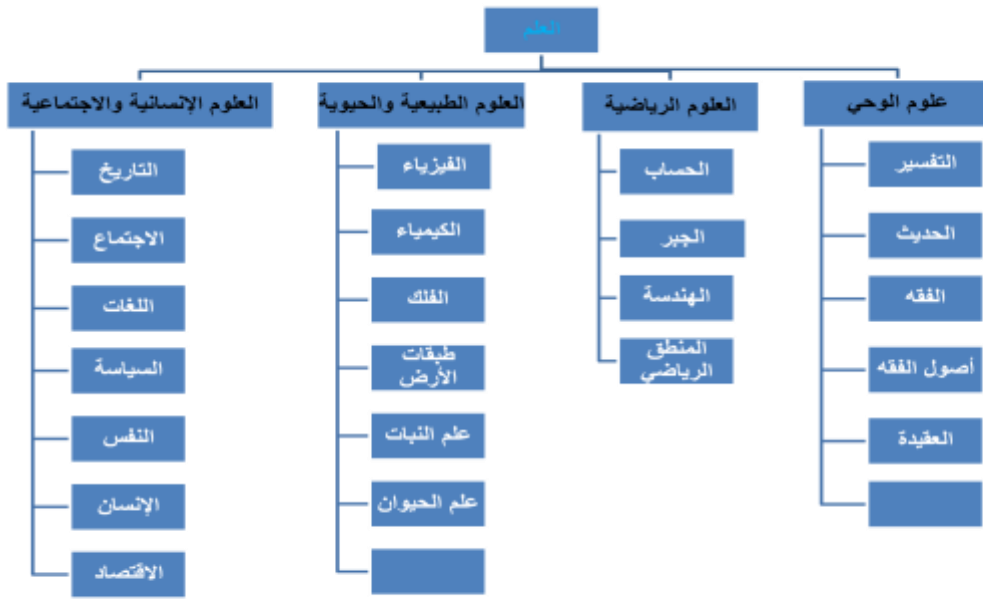 العلم
علوم الوحي
التفسير
الحديث
الفقه
أصول الفقه
العقيدة
العلوم الرياضية
الحساب
الجبر
الهندسة
المنطق
الرياضي
العلوم الطبيعية والحيوية
الفيزياء
الكيمياء
الفلك
طبقات
الأرض
علم النبات
علم الحيوان
العلوم الإنسانية والاجتماعية
التاريخ
الاجتماع
اللغات
السياسة
النفس
الإنسان
الاقتصاد